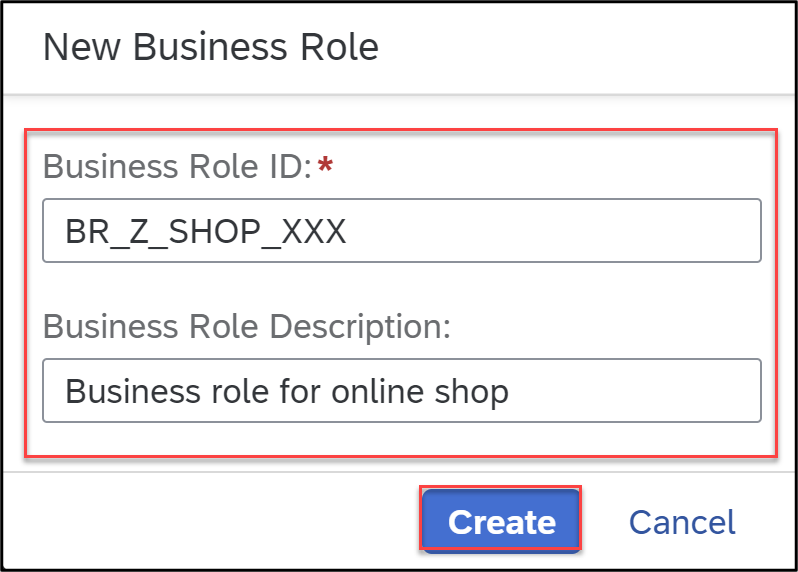 New Business Role
Business Role ID:*
BR_Z_SHOP_XXX
Business Role Description:
Business role for online shop
Create Cancel